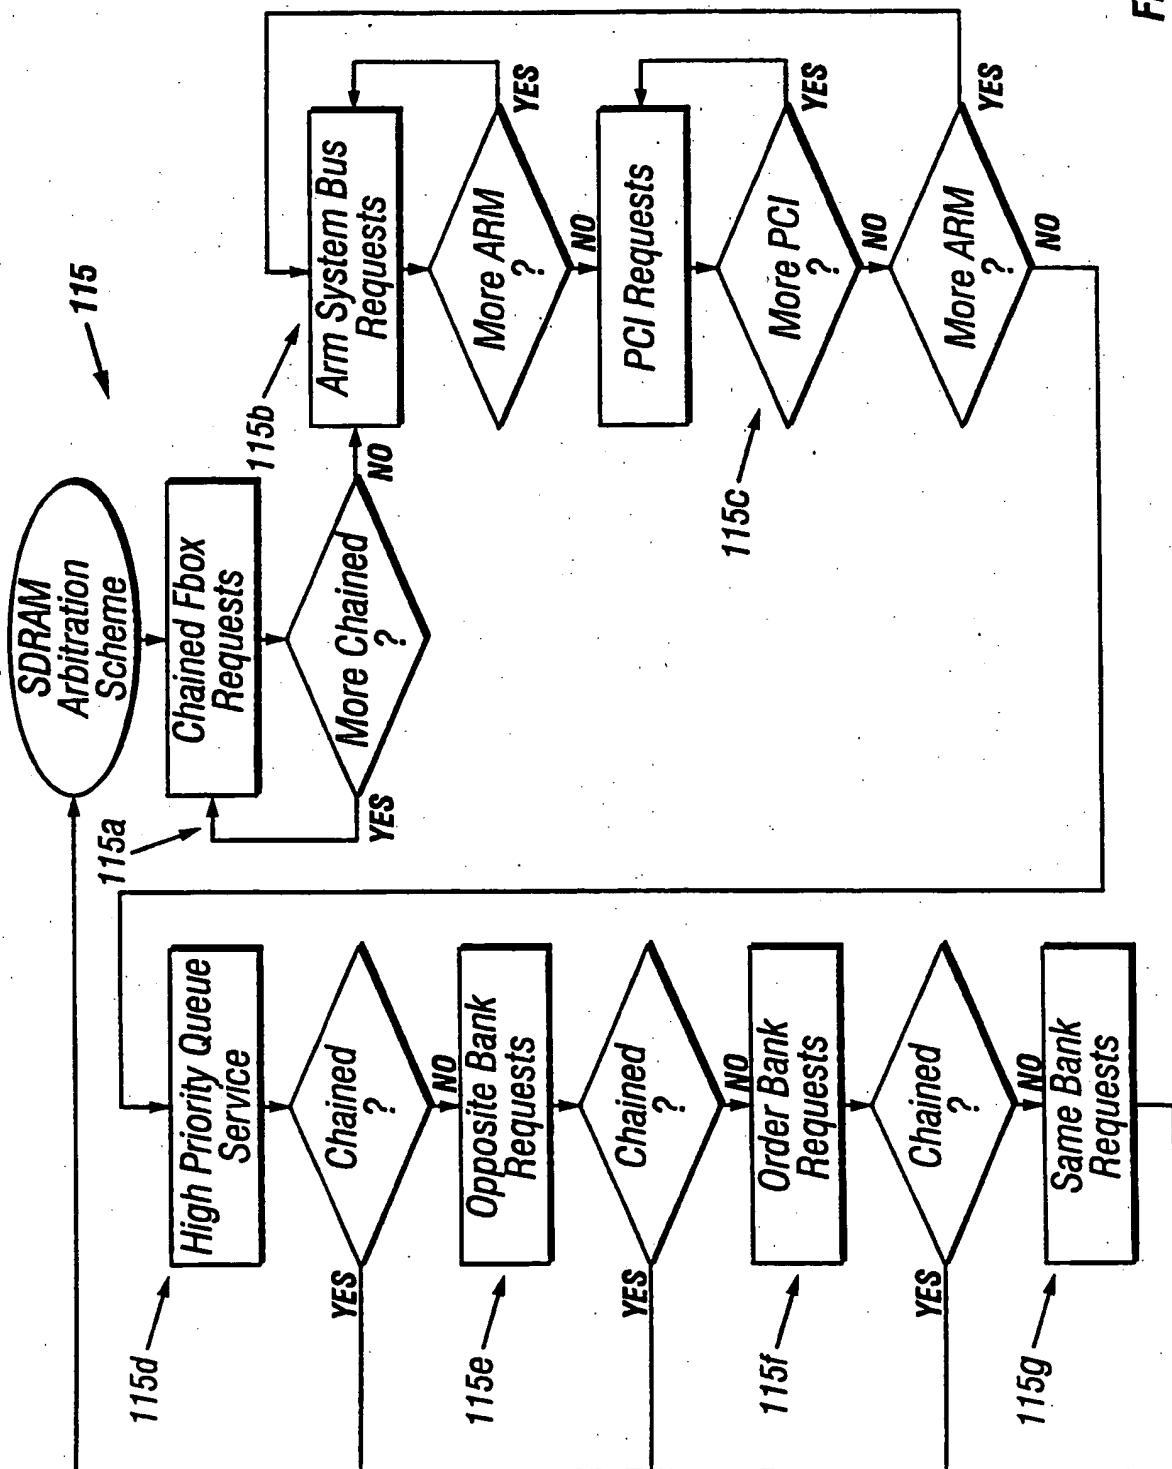 SDRAM
Arbitration
Scheme
115
Chained Fbox
Requests
115a
More Chained
?
YES
NO
115b
Arm System Bus
Requests
More ARM
?
YES
NO
PCI Requests
115c
More PCI
?
YES
NO
More ARM
?
YES
NO
115d
High Priority Queue
Service
Chained
?
YES
NO
115e
Opposite Bank
Requests
Chained
?
YES
NO
115f
Order Bank
Requests
Chained
?
YES
NO
115g
Same Bank
Requests